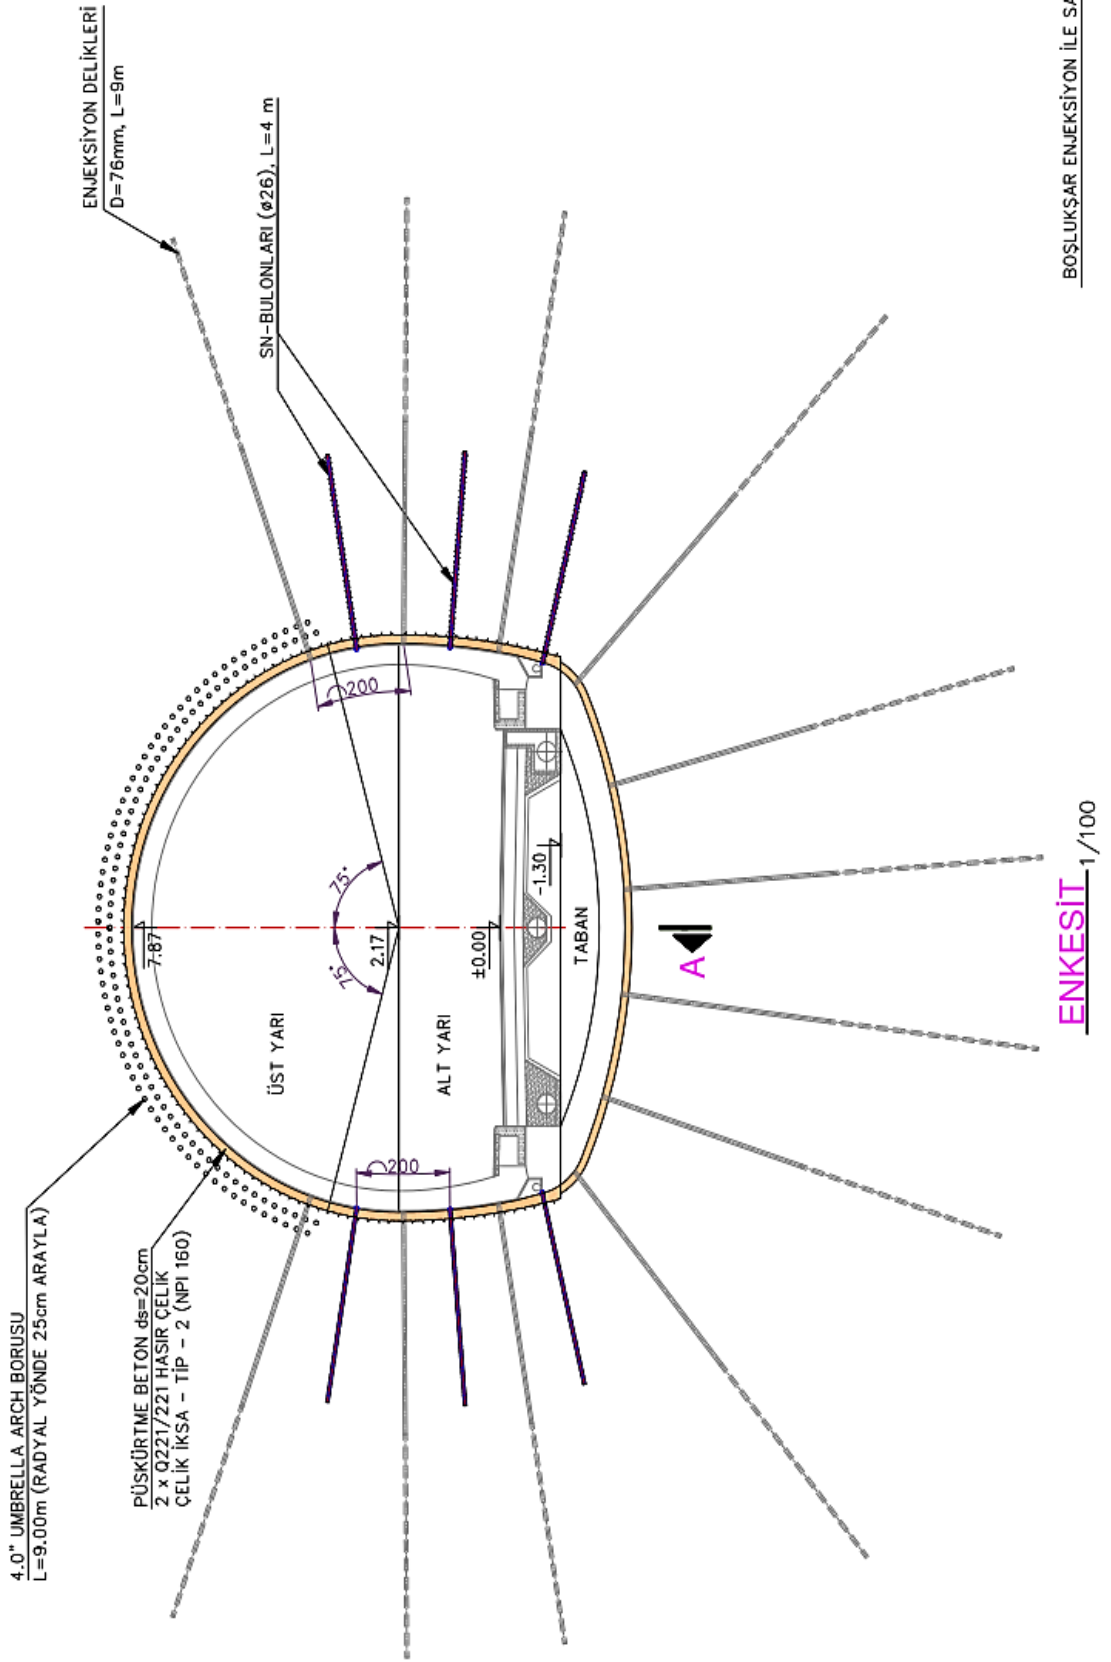 4.0" UMBRELLA ARCH BORUSU
L=9.00m (RADYAL YÖNDE 25cm ARAYLA)
PÜSKÜRTME BETON ds=20cm
2 x Q221/221 HASIR ÇELİK
ÇELİK İKSA - TİP - 2 (NPI 160)
ENJEKSİYON DELİKLERİ
D=76mm, L=9m
SN-BULONLARI (ø26), L=4 m
7.87
75°
75°
200
200
ÜST YARI
2.17
ALT YARI
±0.00
-1.30
TABAN
A
ENKESİT 1/100
BOŞLUKŞAR ENJEKSİYON İLE